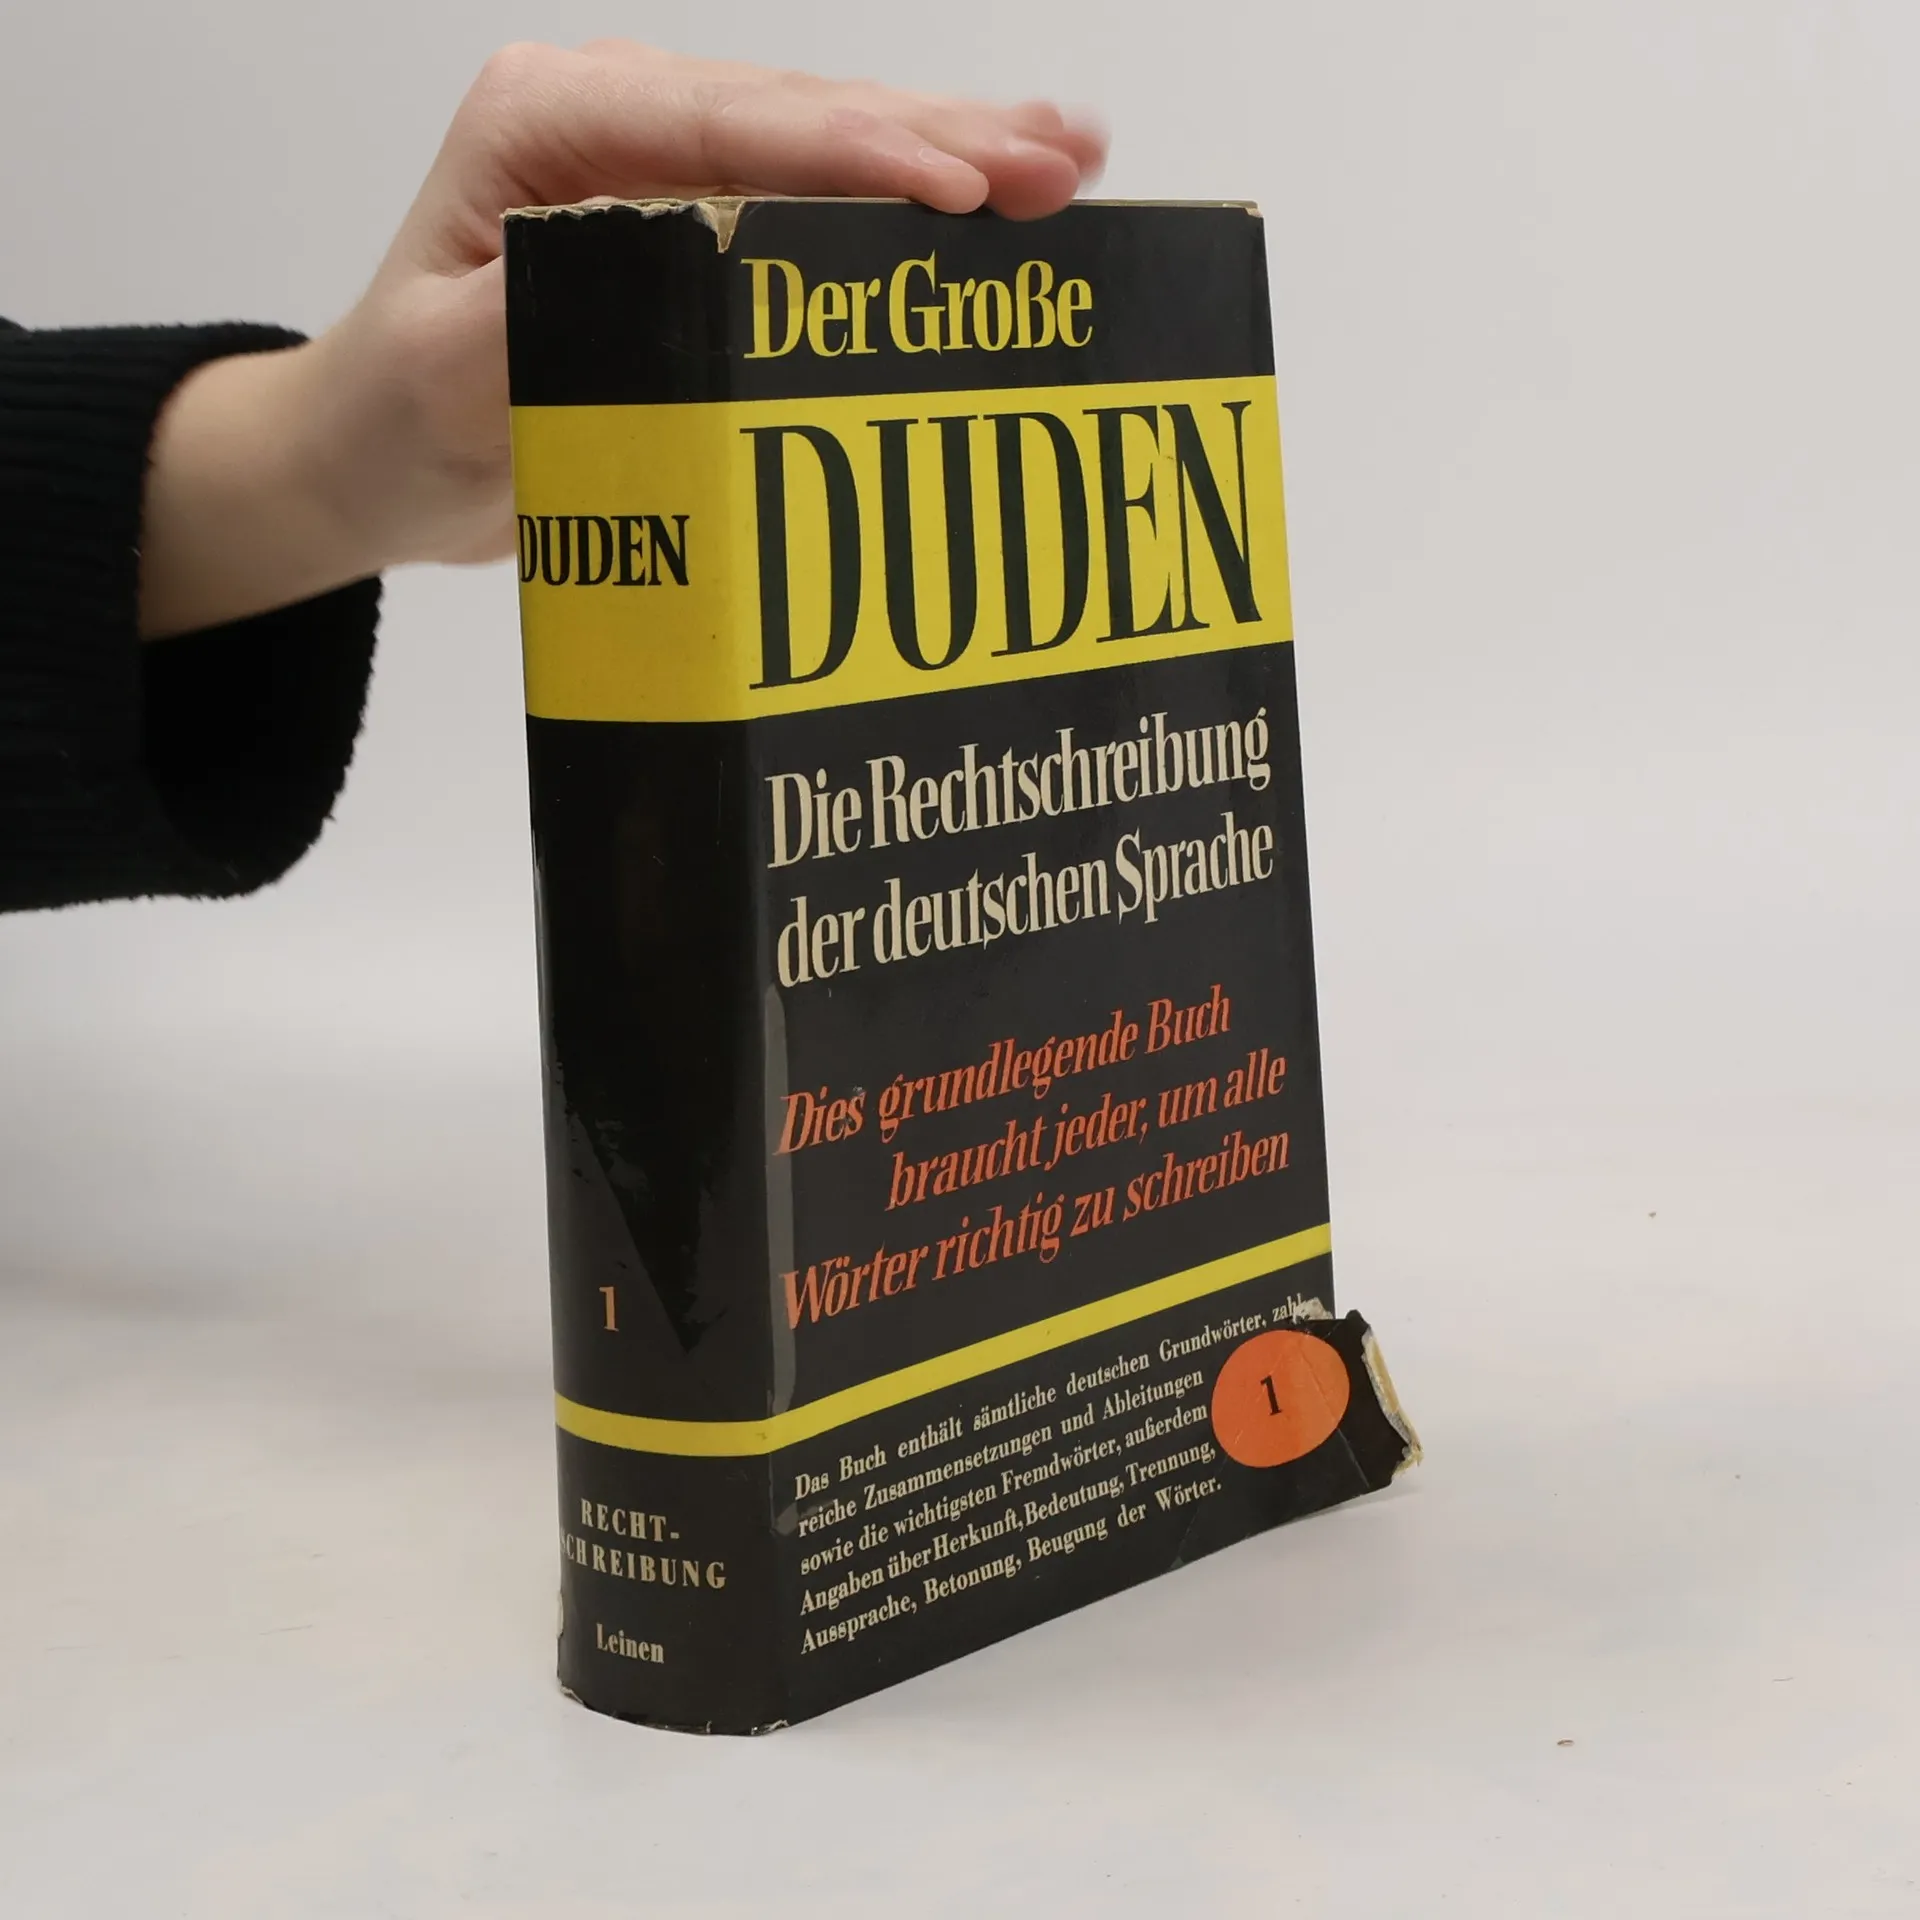 DUDEN
1
RECHT-
SCHREIBUNG
Leinen
Der Große
DUDEN
Die Rechtschreibung
der deutschen Sprache
Dies grundlegende Buch
braucht jeder, um alle
Wörter richtig zu schreiben
Das Buch enthält sämtliche deutschen Grundwörter, zahl-
reiche Zusammensetzungen und Ableitungen
sowie die wichtigsten Fremdwörter, außerdem
Angaben über Herkunft, Bedeutung, Trennung,
Aussprache, Betonung, Beugung der Wörter.
1